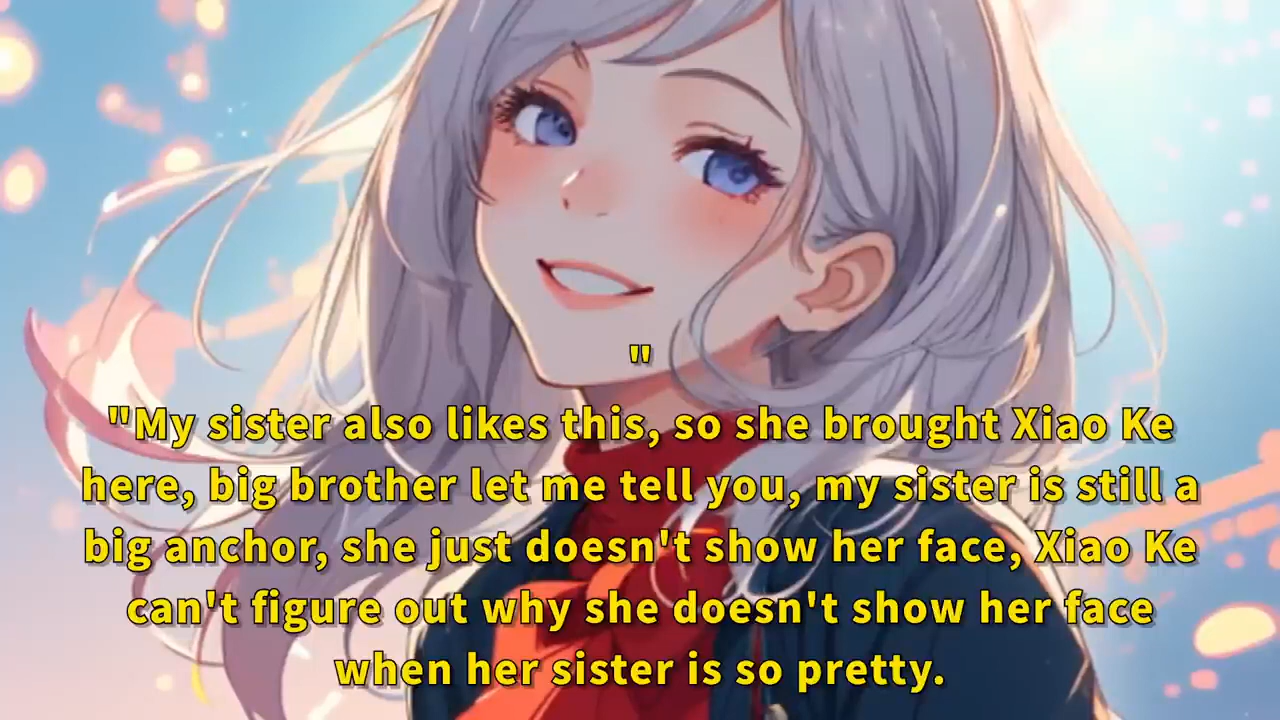 "
"My sister also likes this, so she brought Xiao Ke
here, big brother let me tell you, my sister is still a
big anchor, she just doesn't show her face, Xiao Ke
can't figure out why she doesn't show her face
when her sister is so pretty.